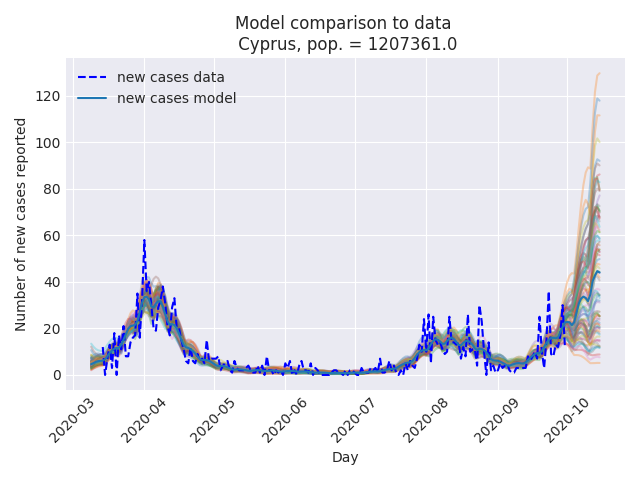 Model comparison to data
Cyprus, pop. = 1207361.0
new cases data
new cases model
Number of new cases reported
120
100
80
60
40
20
0
2020-03
2020-04
2020-05
2020-06
2020-07
2020-08
2020-09
2020-10
Day